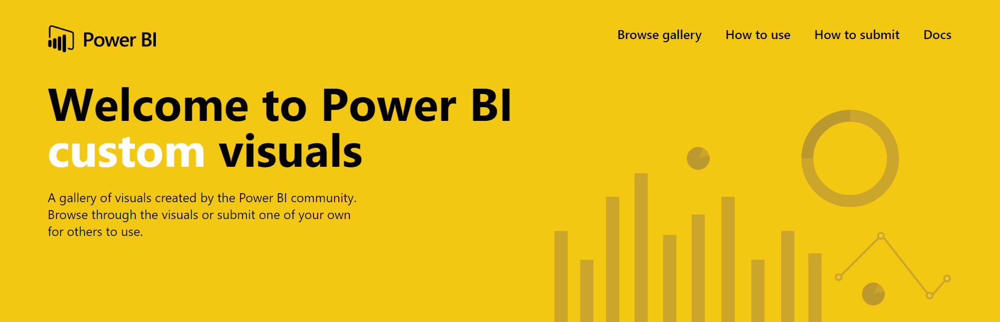 Power BI
Browse gallery
How to use
How to submit
Docs
Welcome to Power BI
custom visuals
A gallery of visuals created by the Power BI community.
Browse through the visuals or submit one of your own
for others to use.